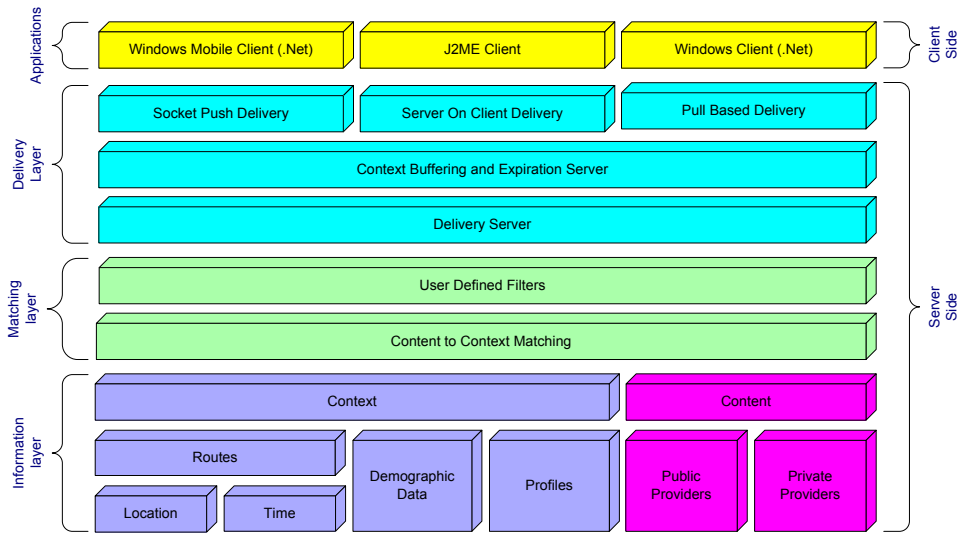 Applications
Windows Mobile Client (.Net)
J2ME Client
Windows Client (.Net)
Client
Side
Delivery
Layer
Socket Push Delivery
Server On Client Delivery
Pull Based Delivery
Context Buffering and Expiration Server
Delivery Server
Matching
layer
User Defined Filters
Content to Context Matching
Server
Side
Information
layer
Context
Content
Routes
Demographic
Data
Profiles
Public
Providers
Private
Providers
Location
Time